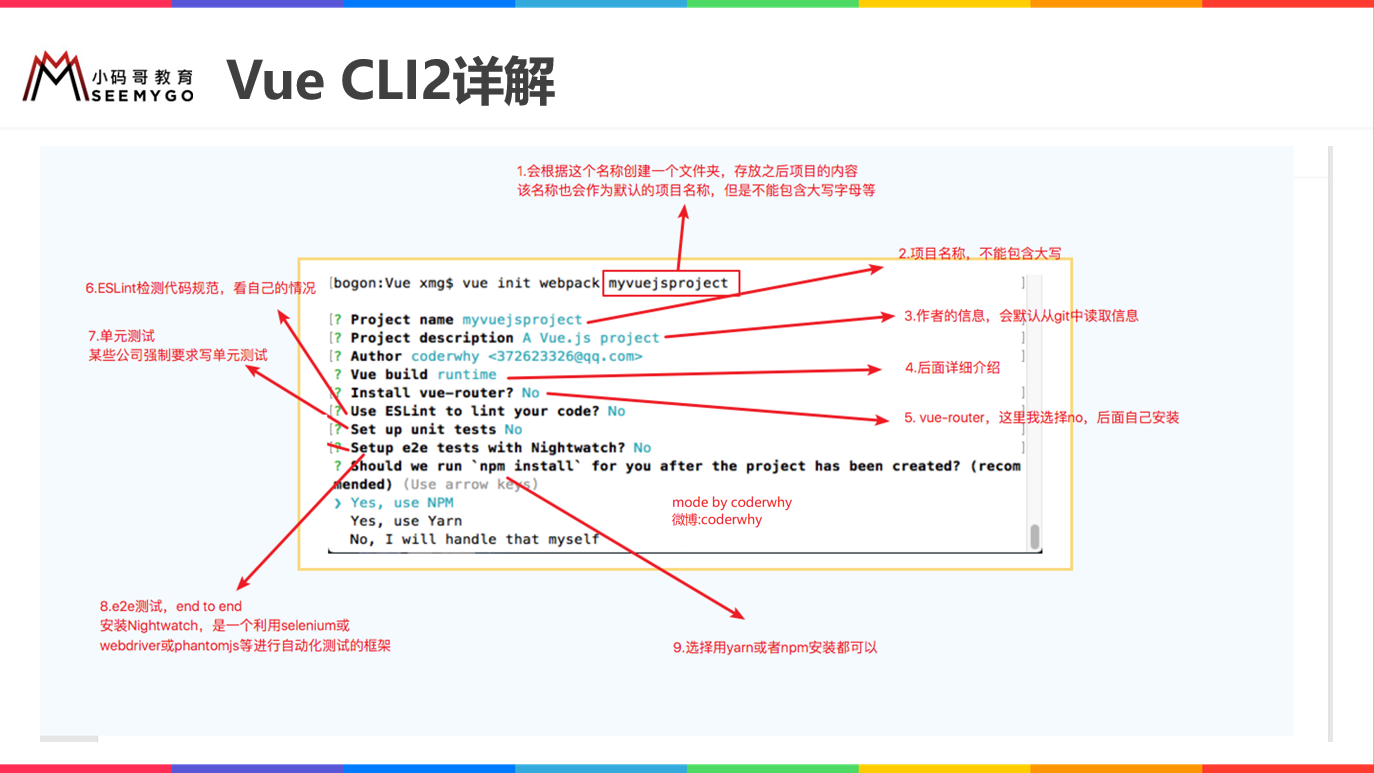 小码哥教育
SEEMYGO
Vue CLI2详解
1.会根据这个名称创建一个文件夹，存放之后项目的内容
该名称也会作为默认的项目名称，但是不能包含大写字母等
2.项目名称，不能包含大写
6.ESLint检测代码规范，看自己的情况
[bogon:Vue xmg$ vue init webpack myvuejsproject ]
3.作者的信息，会默认从git中读取信息
7.单元测试
某些公司强制要求写单元测试
[? Project name myvuejsproject ]
[? Project description A Vue.js project ]
[? Author coderwhy <372623326@qq.com> ]
? Vue build runtime
[? Install vue-router? No ]
[? Use ESLint to lint your code? No ]
[? Set up unit tests No ]
[? Setup e2e tests with Nightwatch? No ]
? Should we run `npm install` for you after the project has been created? (recom
mended) (Use arrow keys)
❯ Yes, use NPM
Yes, use Yarn
No, I will handle that myself
4.后面详细介绍
5. vue-router，这里我选择no，后面自己安装
mode by coderwhy
微博:coderwhy
8.e2e测试，end to end
安装Nightwatch，是一个利用selenium或
webdriver或phantomjs等进行自动化测试的框架
9.选择用yarn或者npm安装都可以